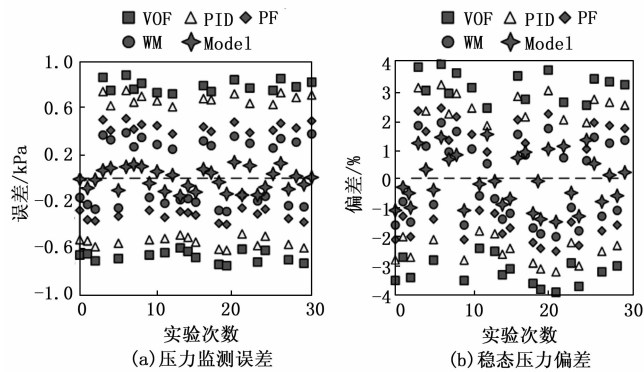 VOF PID PF
WM Model
1.0
0.6
0.2
0
-0.2
-0.6
-1.0
误差/kPa
0 10 20 30
实验次数
(a)压力监测误差
VOF PID PF
WM Model
4
3
2
1
0
-1
-2
-3
-4
偏差/%
0 10 20 30
实验次数
(b)稳态压力偏差